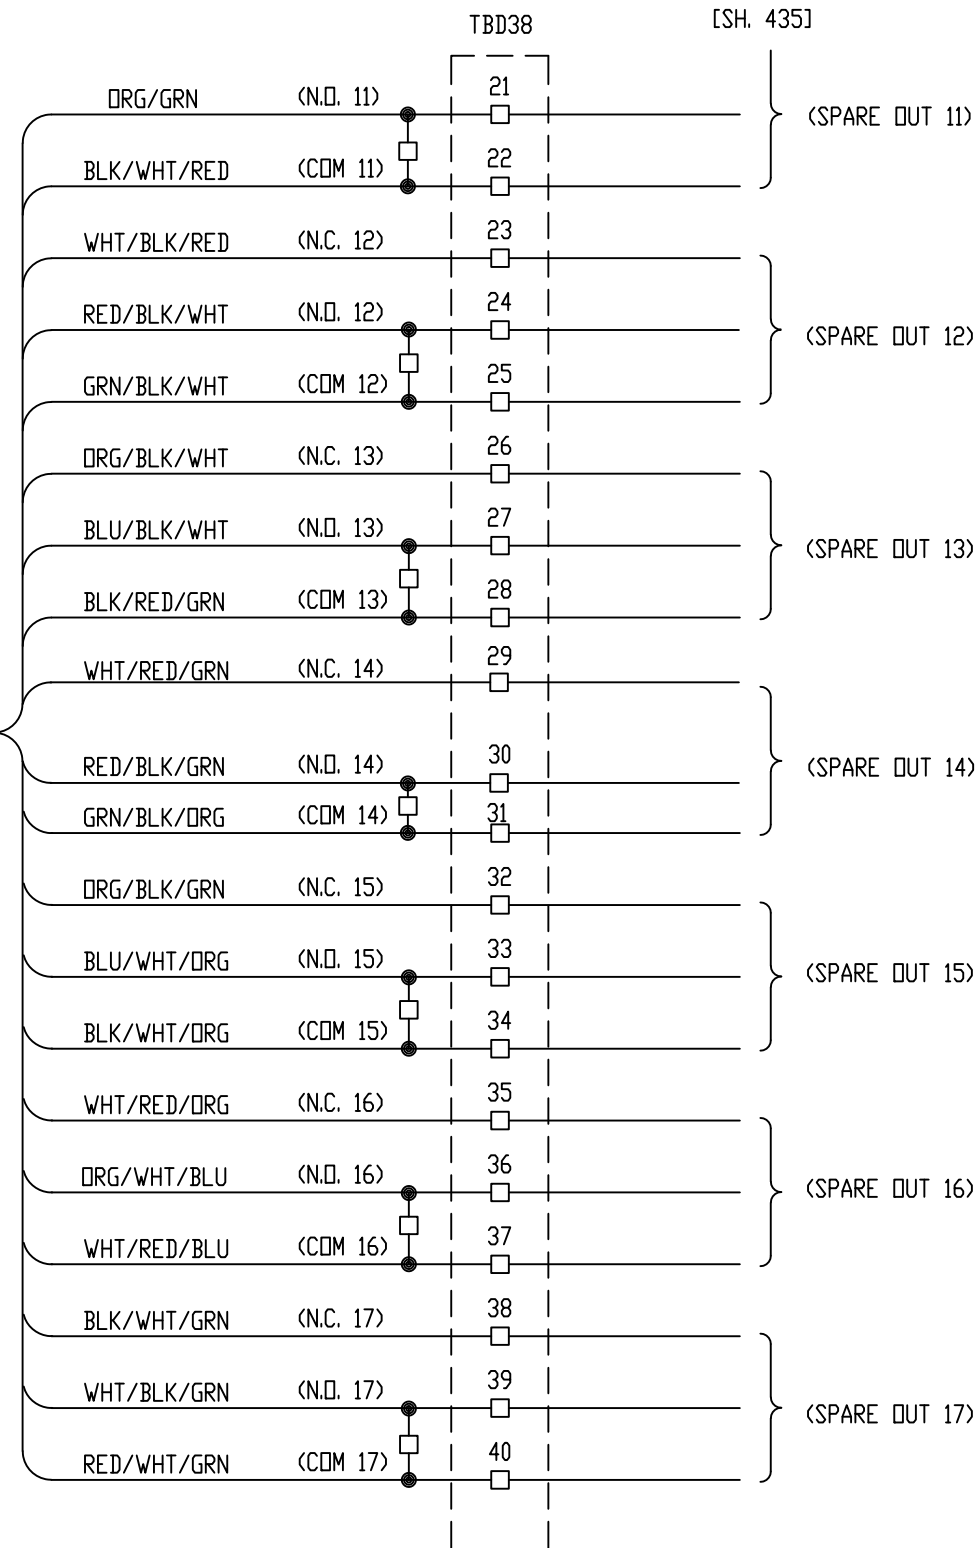 TBD38 [SH. 435]
ORG/GRN (N.O. 11) 21
(SPARE OUT 11)
BLK/WHT/RED (COM 11) 22
WHT/BLK/RED (N.C. 12) 23
RED/BLK/WHT (N.O. 12) 24
(SPARE OUT 12)
GRN/BLK/WHT (COM 12) 25
ORG/BLK/WHT (N.C. 13) 26
BLU/BLK/WHT (N.O. 13) 27
(SPARE OUT 13)
BLK/RED/GRN (COM 13) 28
WHT/RED/GRN (N.C. 14) 29
RED/BLK/GRN (N.O. 14) 30
(SPARE OUT 14)
GRN/BLK/ORG (COM 14) 31
ORG/BLK/GRN (N.C. 15) 32
BLU/WHT/ORG (N.O. 15) 33
(SPARE OUT 15)
BLK/WHT/ORG (COM 15) 34
WHT/RED/ORG (N.C. 16) 35
ORG/WHT/BLU (N.O. 16) 36
(SPARE OUT 16)
WHT/RED/BLU (COM 16) 37
BLK/WHT/GRN (N.C. 17) 38
WHT/BLK/GRN (N.O. 17) 39
(SPARE OUT 17)
RED/WHT/GRN (COM 17) 40